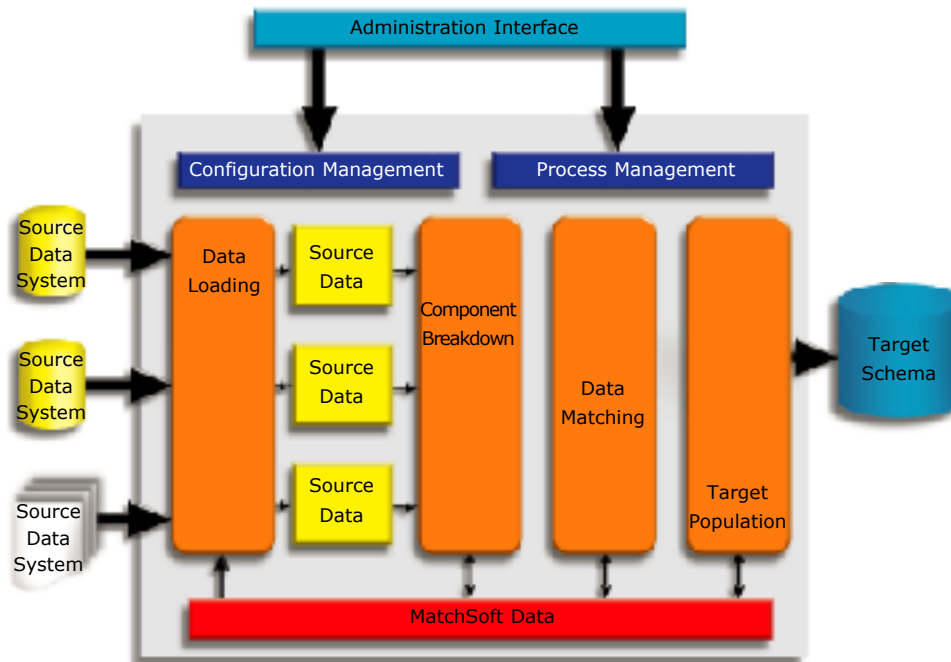 Administration Interface
Configuration Management
Process Management
Source
Data
System
Source
Data
System
Source
Data
System
Data
Loading
Source
Data
Source
Data
Source
Data
Component
Breakdown
Data
Matching
Target
Population
Target
Schema
MatchSoft Data